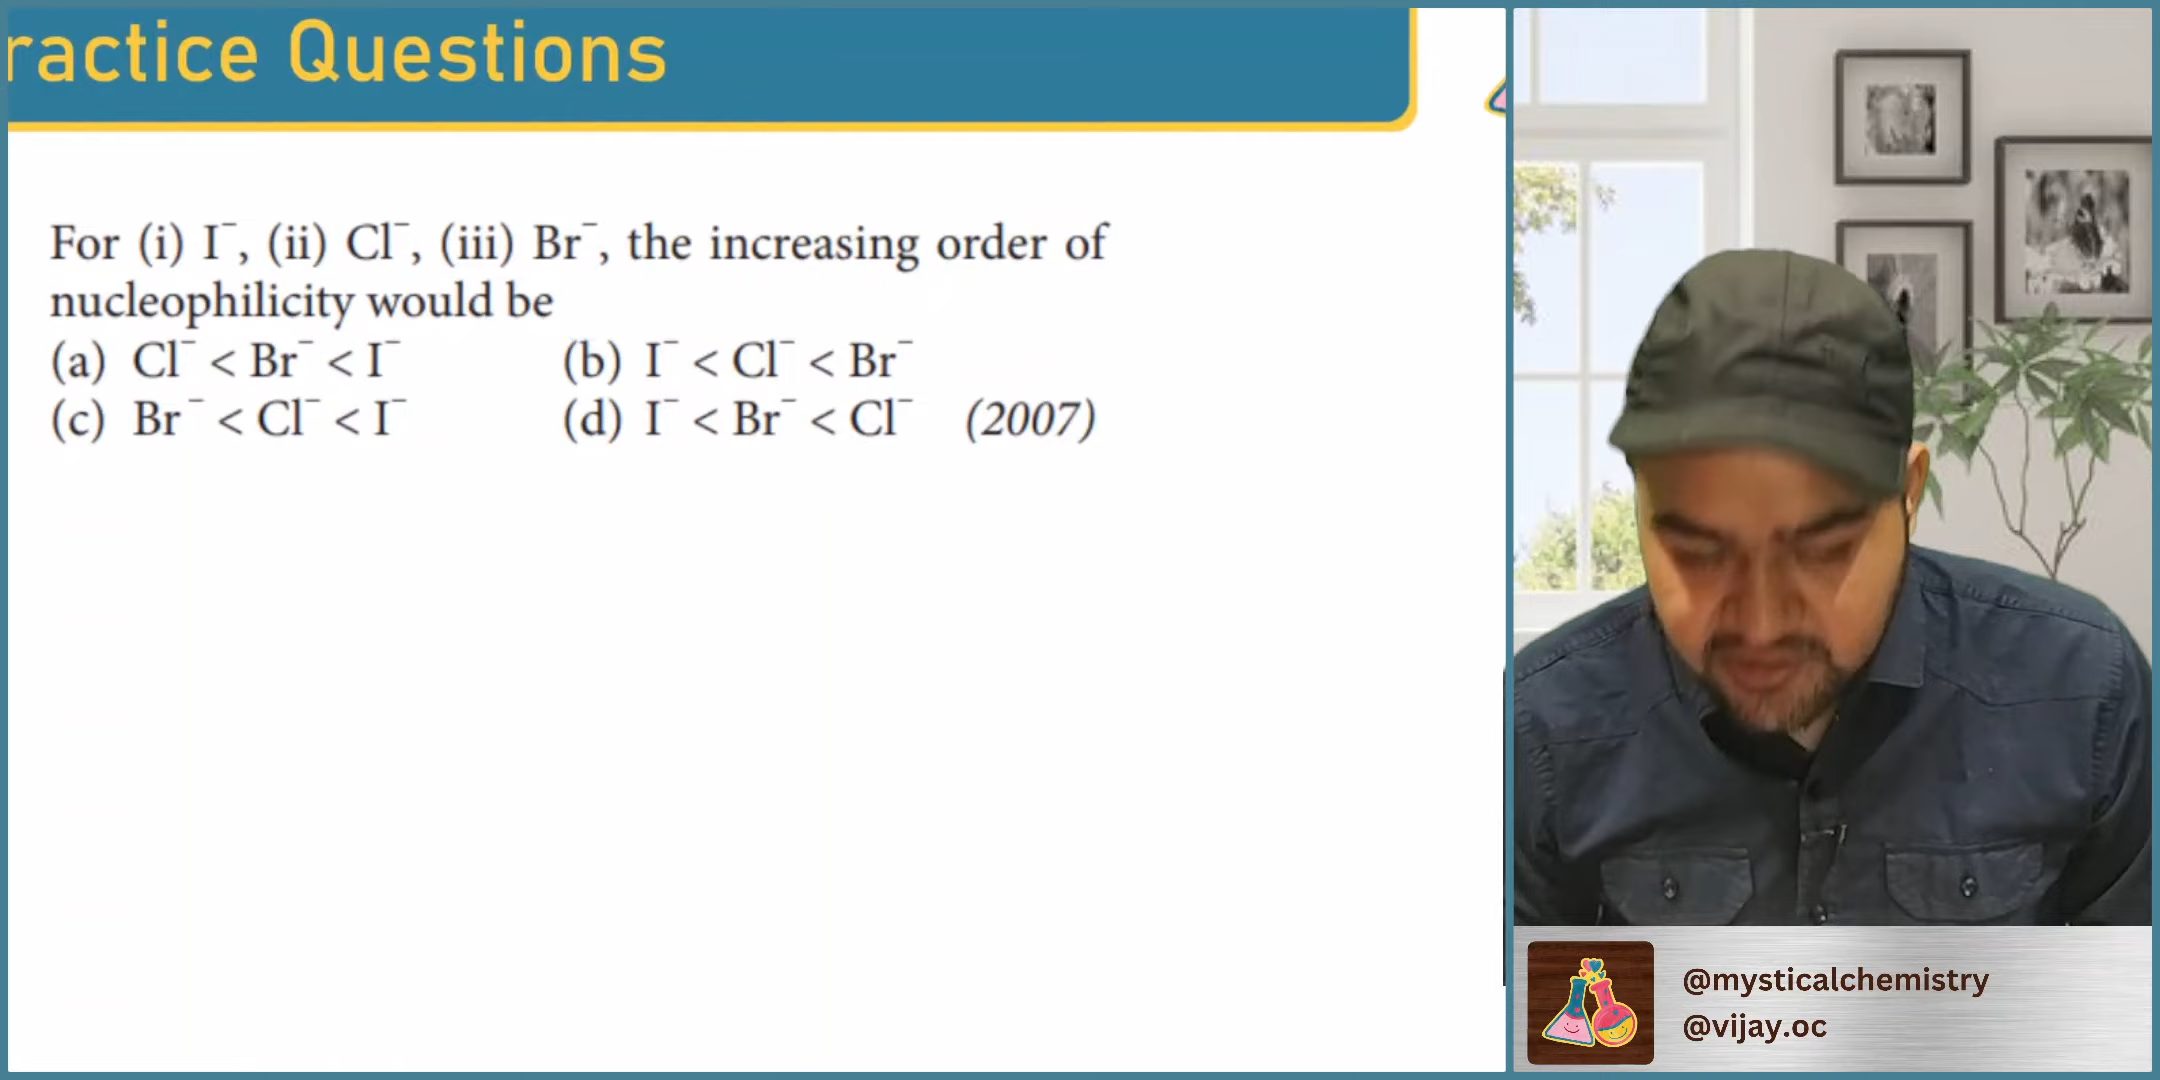 ractice Questions
For (i) I⁻, (ii) Cl⁻, (iii) Br⁻, the increasing order of
nucleophilicity would be
(a) Cl⁻ < Br⁻ < I⁻ (b) I⁻ < Cl⁻ < Br⁻
(c) Br⁻ < Cl⁻ < I⁻ (d) I⁻ < Br⁻ < Cl⁻ (2007)
@mysticalchemistry
@vijay.oc